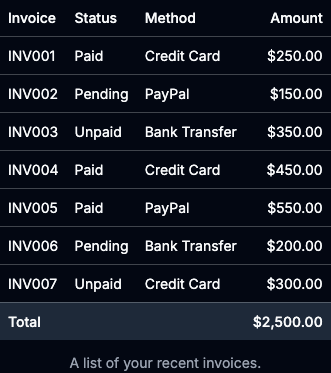 Invoice Status Method Amount
INV001 Paid Credit Card $250.00
INV002 Pending PayPal $150.00
INV003 Unpaid Bank Transfer $350.00
INV004 Paid Credit Card $450.00
INV005 Paid PayPal $550.00
INV006 Pending Bank Transfer $200.00
INV007 Unpaid Credit Card $300.00
Total $2,500.00
A list of your recent invoices.